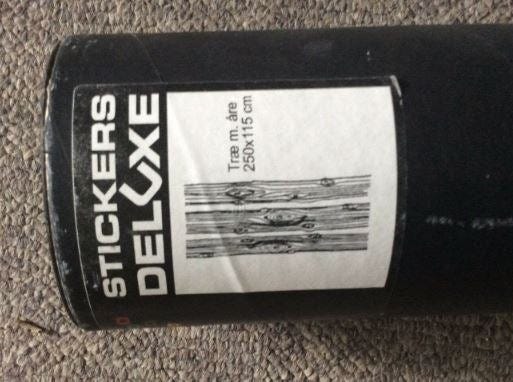 STICKERS
DELUXE
Træ m. åre
250x115 cm